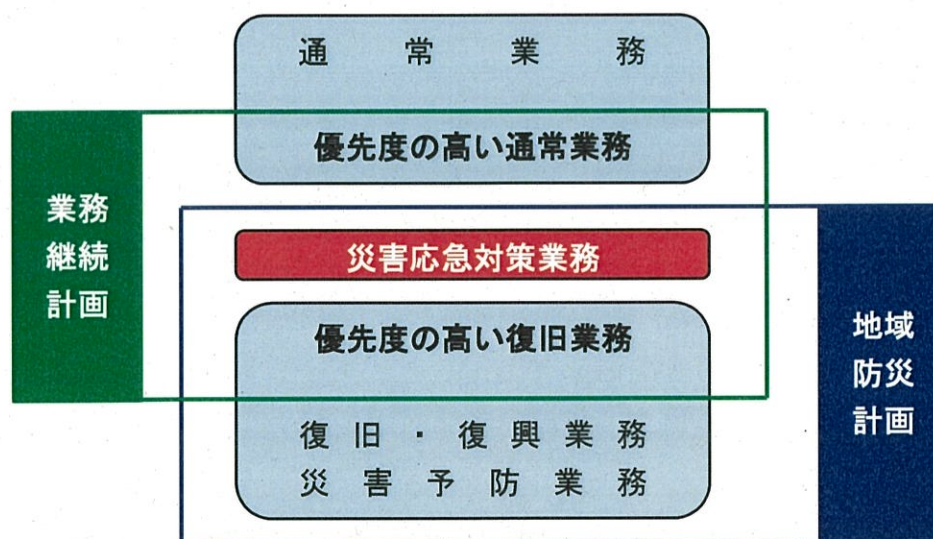 通常業務
優先度の高い通常業務
業務
継続
計画
災害応急対策業務
優先度の高い復旧業務
地域
防災
計画
復旧・復興業務
災害予防業務